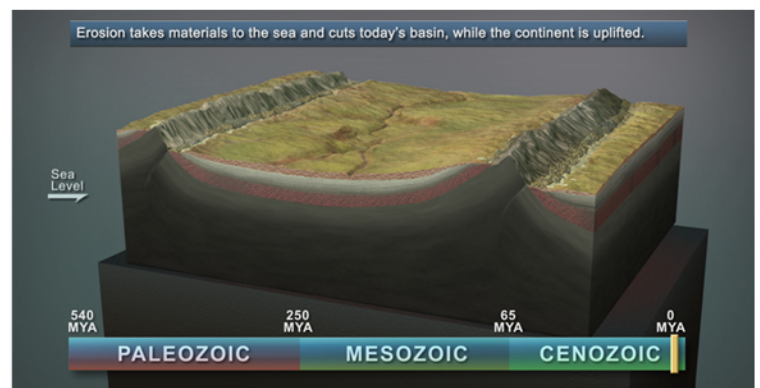 Erosion takes materials to the sea and cuts today's basin, while the continent is uplifted.
Sea
Level
540
MYA
250
MYA
65
MYA
0
MYA
PALEOZOIC
MESOZOIC
CENOZOIC